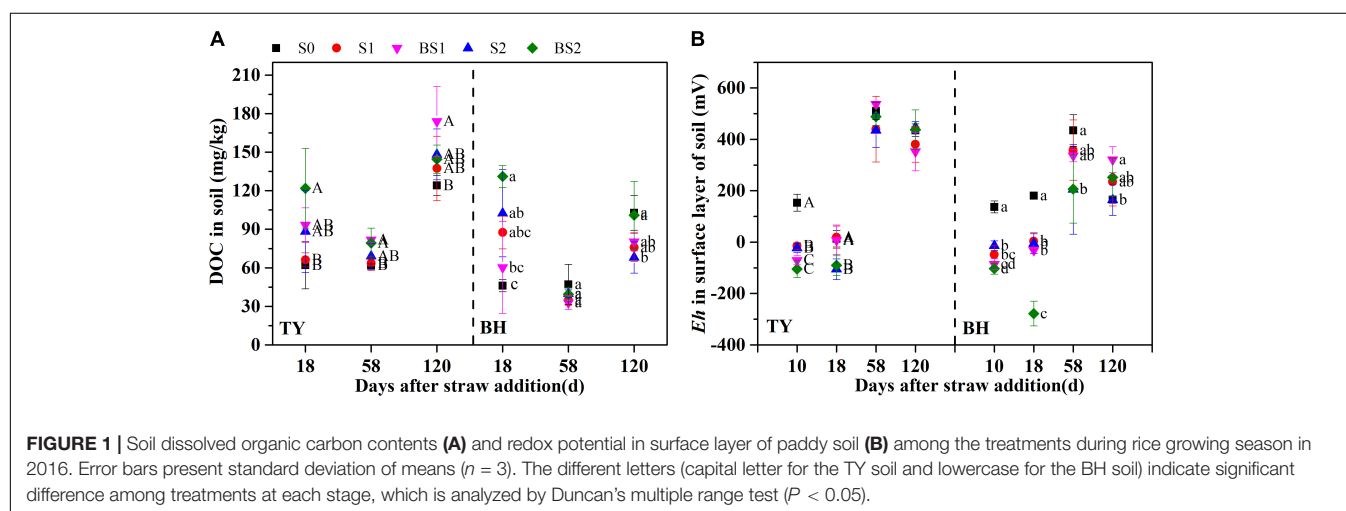 A
B
S0 S1 BS1 S2 BS2
DOC in soil (mg/kg)
210
180
150
120
90
60
30
0
A
AB
AB
B
B
A
A
AB
AB
B
A
AB
AB
AB
B
a
ab
abc
bc
c
a
a
a
a
a
ab
ab
b
TY
BH
18 58 120 18 58 120
Days after straw addition(d)
Eh in surface layer of soil (mV)
600
400
200
0
-200
-400
A
B
B
C
C
A
A
B
B
a
b
bc
cd
d
a
b
b
b
c
a
ab
ab
b
a
ab
ab
b
TY
BH
10 18 58 120 10 18 58 120
Days after straw addition(d)
FIGURE 1 | Soil dissolved organic carbon contents (A) and redox potential in surface layer of paddy soil (B) among the treatments during rice growing season in
2016. Error bars present standard deviation of means (n = 3). The different letters (capital letter for the TY soil and lowercase for the BH soil) indicate significant
difference among treatments at each stage, which is analyzed by Duncan's multiple range test (P < 0.05).